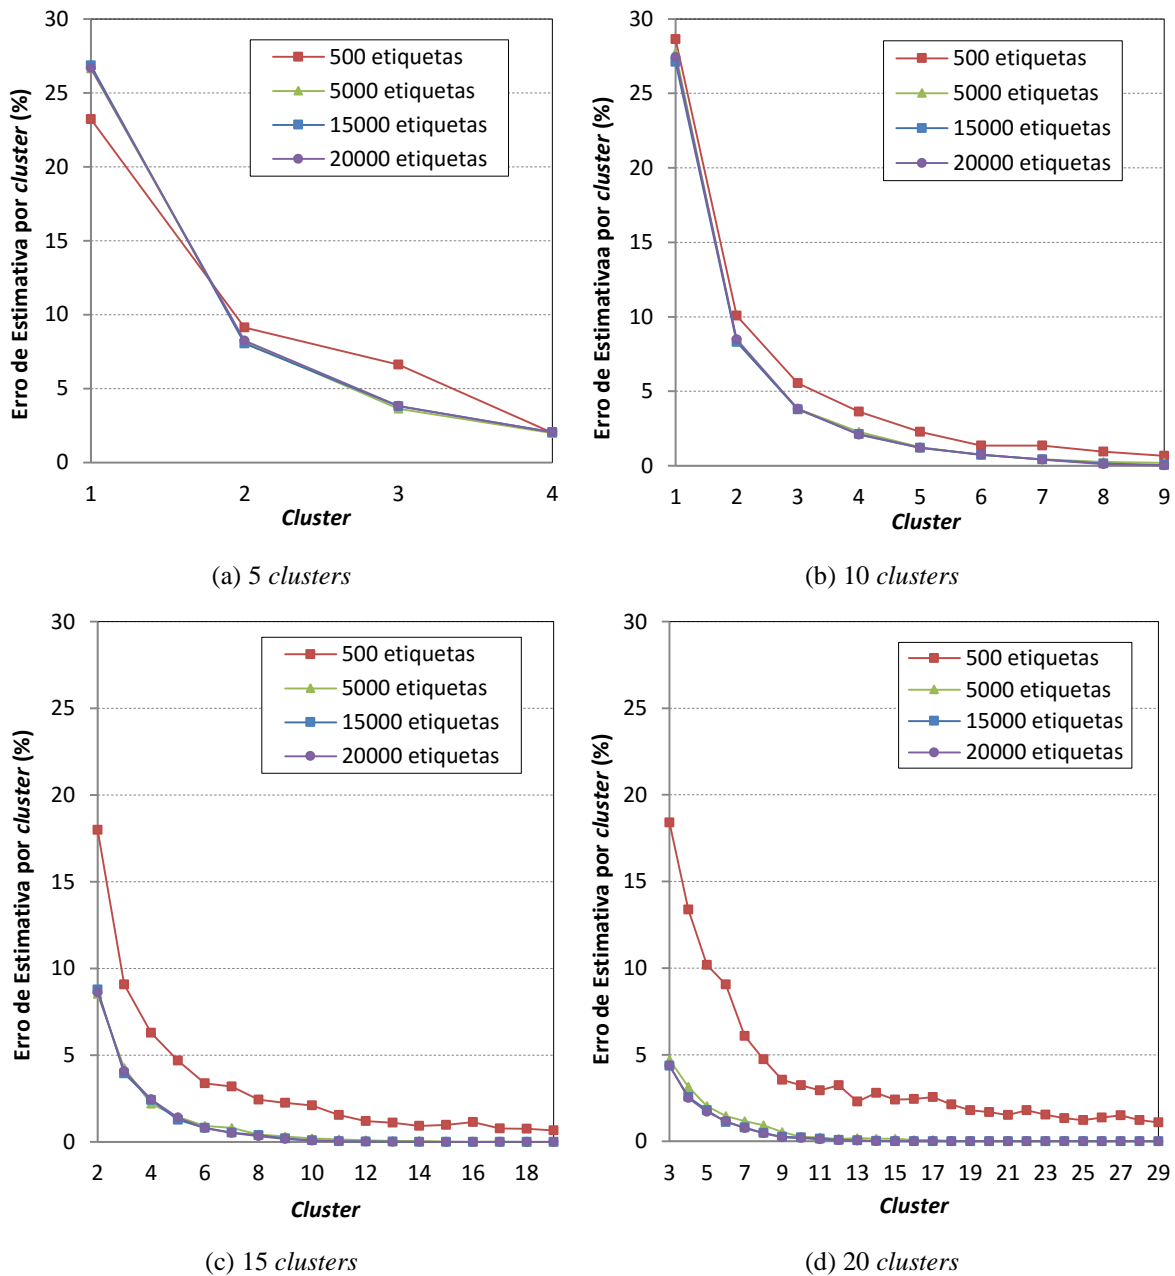 30
25
20
15
10
5
0
Erro de Estimativa por cluster (%)
500 etiquetas
5000 etiquetas
15000 etiquetas
20000 etiquetas
1 2 3 4
Cluster
(a) 5 clusters
30
25
20
15
10
5
0
Erro de Estimativaa por cluster (%)
500 etiquetas
5000 etiquetas
15000 etiquetas
20000 etiquetas
1 2 3 4 5 6 7 8 9
Cluster
(b) 10 clusters
30
25
20
15
10
5
0
Erro de Estimativa por cluster (%)
500 etiquetas
5000 etiquetas
15000 etiquetas
20000 etiquetas
2 4 6 8 10 12 14 16 18
Cluster
(c) 15 clusters
30
25
20
15
10
5
0
Erro de Estimativa por cluster (%)
500 etiquetas
5000 etiquetas
15000 etiquetas
20000 etiquetas
3 5 7 9 11 13 15 17 19 21 23 25 27 29
Cluster
(d) 20 clusters